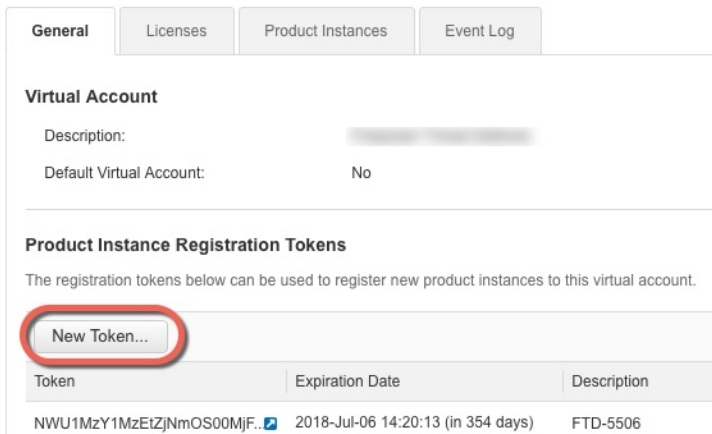 General Licenses Product Instances Event Log
Virtual Account
Description:
Default Virtual Account: No
Product Instance Registration Tokens
The registration tokens below can be used to register new product instances to this virtual account.
New Token...
Token Expiration Date Description
NWU1MzY1MzEtZjNmOS00MjF.. 2018-Jul-06 14:20:13 (in 354 days) FTD-5506